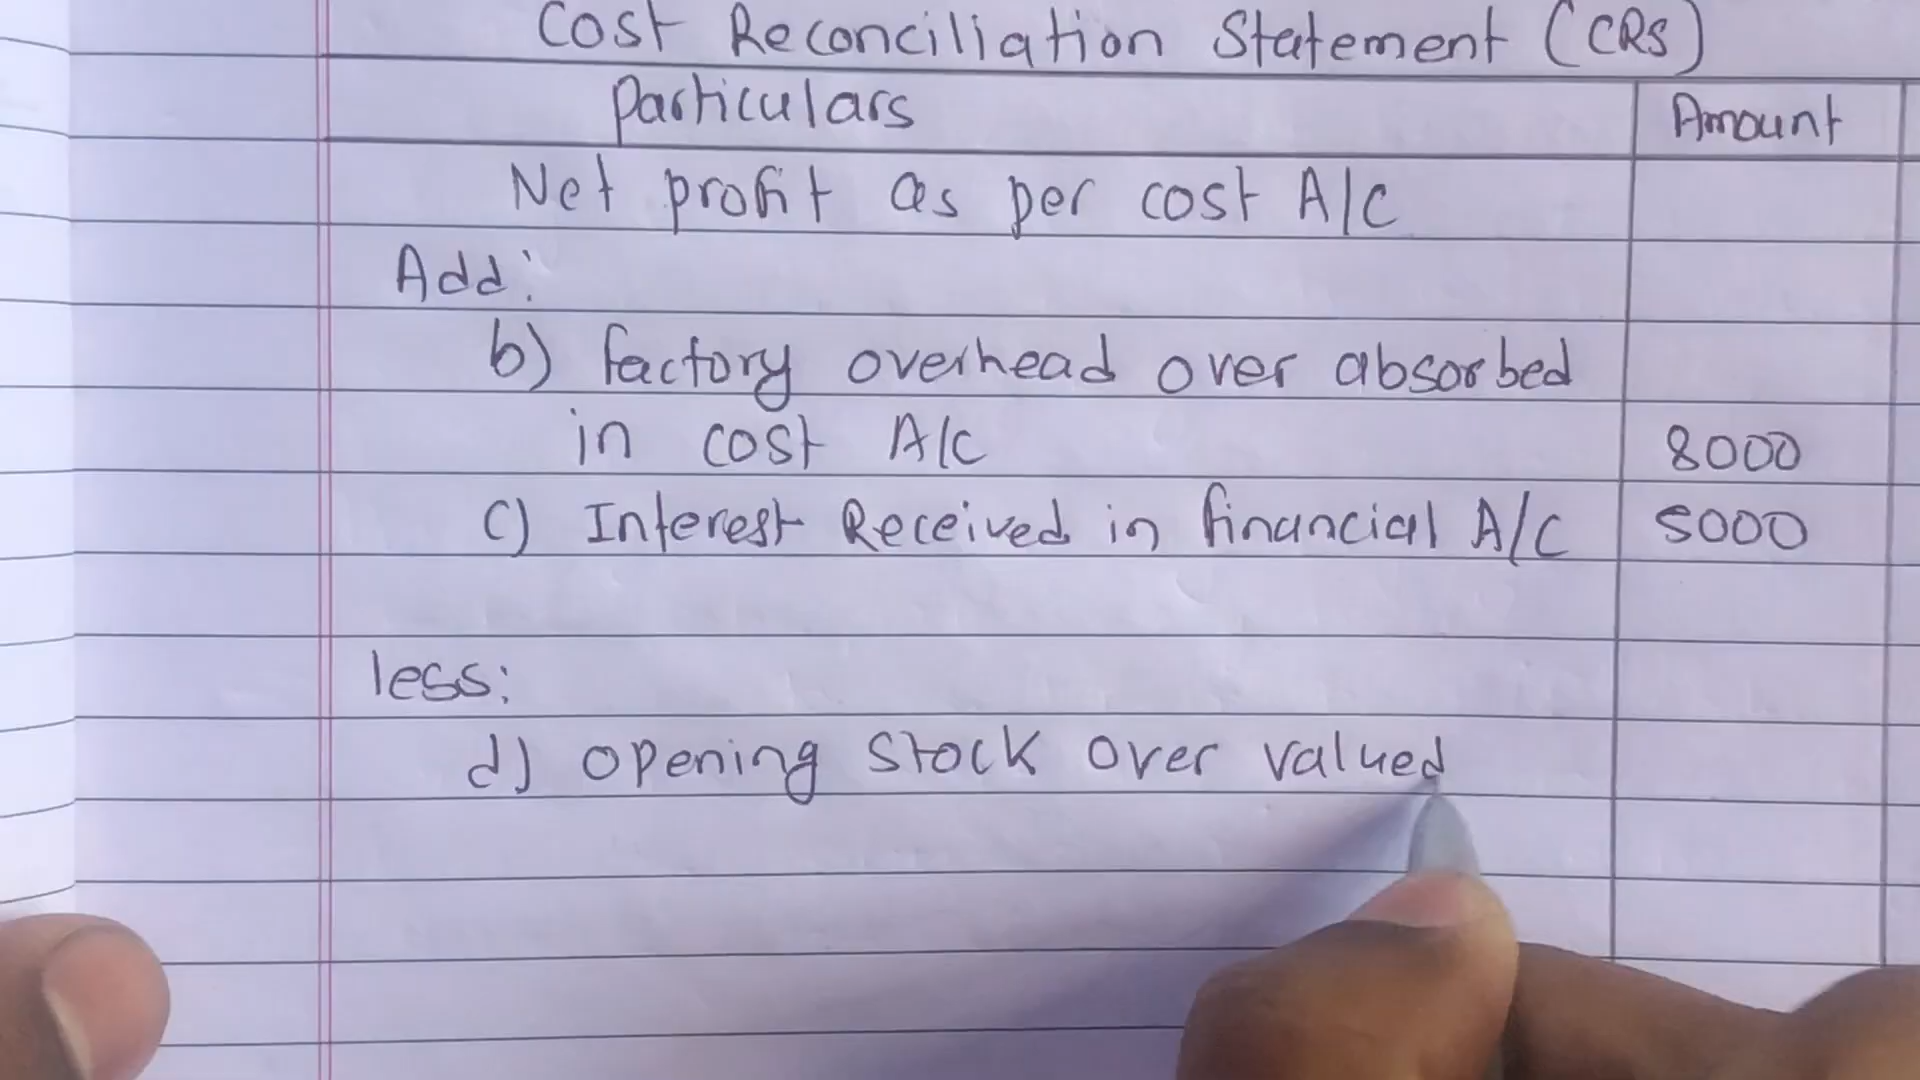 Cost Reconciliation Statement (CRS)
Particulars Amount
Net profit as per cost A/C
Add:
b) factory overhead over absorbed
in cost A/C 8000
c) Interest Received in financial A/C 5000
less:
d) opening stock over valued